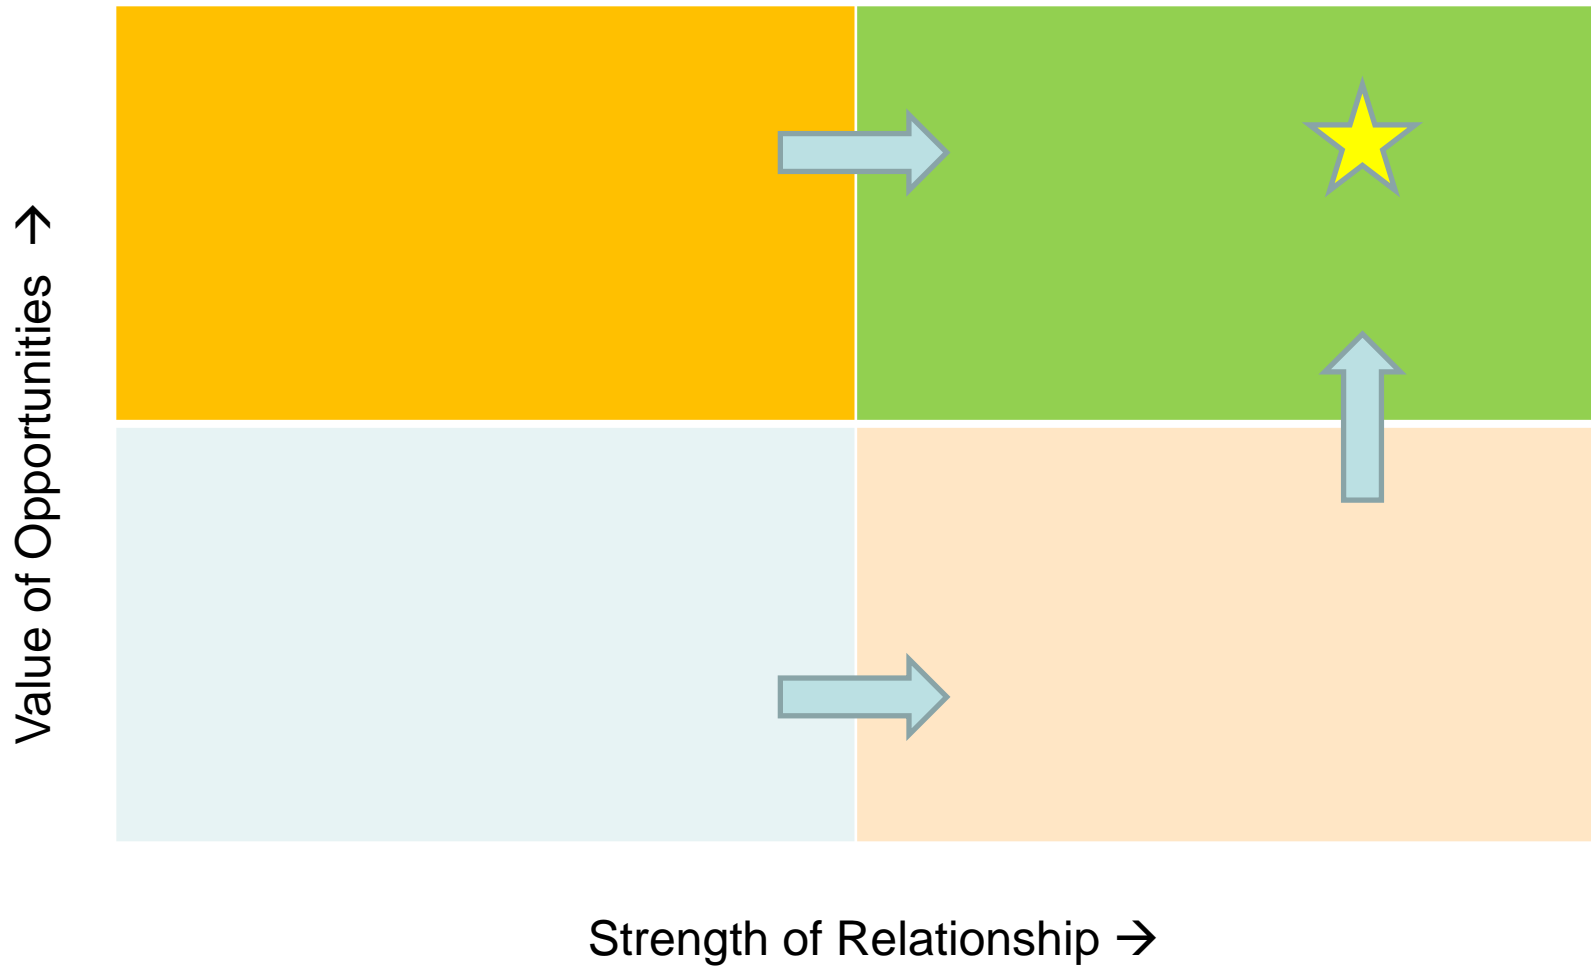 Value of Opportunities →
Strength of Relationship →